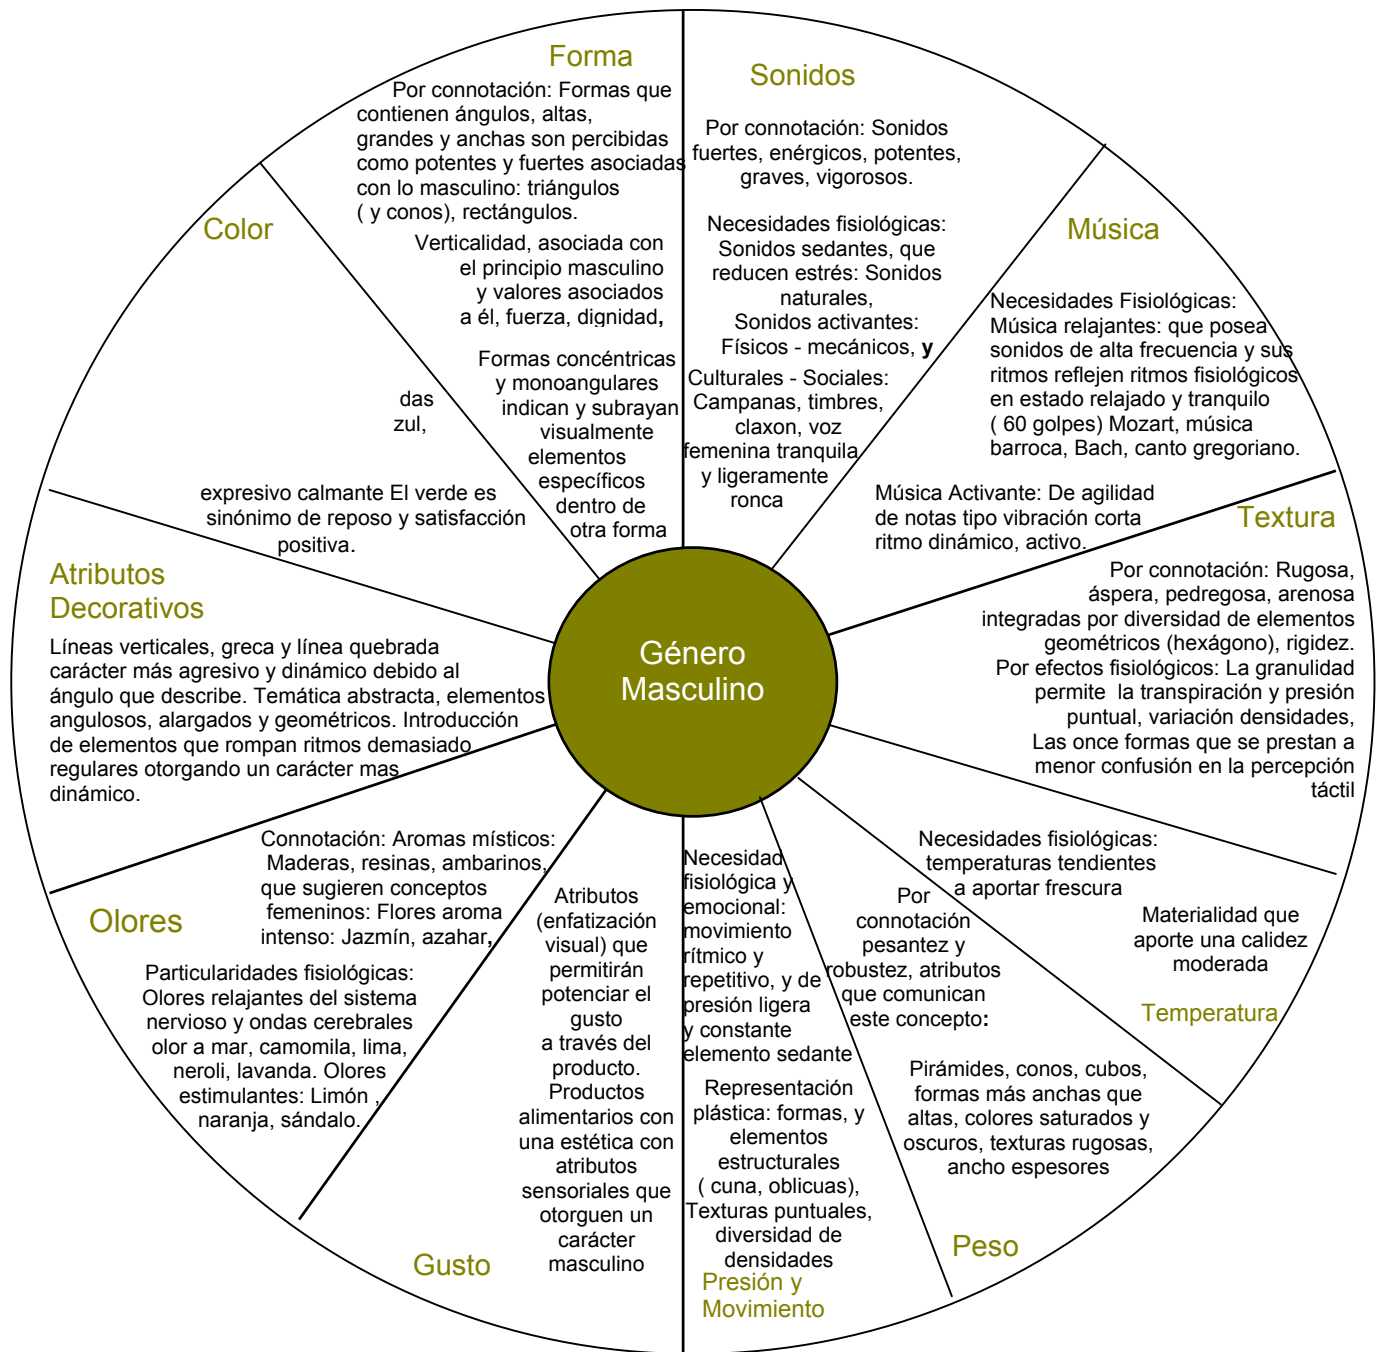 Forma
Por connotación: Formas que
contienen ángulos, altas,
grandes y anchas son percibidas
como potentes y fuertes asociadas
con lo masculino: triángulos
( y conos), rectángulos.
Verticalidad, asociada con
el principio masculino
y valores asociados
a él, fuerza, dignidad,
Formas concéntricas
y monoangulares
indican y subrayan
visualmente
elementos
específicos
dentro de
otra forma
Sonidos
Por connotación: Sonidos
fuertes, enérgicos, potentes,
graves, vigorosos.
Necesidades fisiológicas:
Sonidos sedantes, que
reducen estrés: Sonidos
naturales,
Sonidos activantes:
Físicos - mecánicos, y
Culturales - Sociales:
Campanas, timbres,
claxon, voz
femenina tranquila
y ligeramente
ronca
Música
Necesidades Fisiológicas:
Música relajantes: que posea
sonidos de alta frecuencia y sus
ritmos reflejen ritmos fisiológicos
en estado relajado y tranquilo
( 60 golpes) Mozart, música
barroca, Bach, canto gregoriano.
Música Activante: De agilidad
de notas tipo vibración corta
ritmo dinámico, activo.
Textura
Por connotación: Rugosa,
áspera, pedregosa, arenosa
integradas por diversidad de elementos
geométricos (hexágono), rigidez.
Por efectos fisiológicos: La granulidad
permite la transpiración y presión
puntual, variación densidades,
Las once formas que se prestan a
menor confusión en la percepción
táctil
Necesidades fisiológicas:
temperaturas tendientes
a aportar frescura
Materialidad que
aporte una calidez
moderada
Temperatura
Por
connotación
pesantez y
robustez, atributos
que comunican
este concepto:
Pirámides, conos, cubos,
formas más anchas que
altas, colores saturados y
oscuros, texturas rugosas,
ancho espesores
Peso
Necesidad
fisiológica y
emocional:
movimiento
rítmico y
repetitivo, y de
presión ligera
y constante
elemento sedante
Representación
plástica: formas, y
elementos
estructurales
( cuna, oblicuas),
Texturas puntuales,
diversidad de
densidades
Presión y
Movimiento
Atributos
(enfatización
visual) que
permitirán
potenciar el
gusto
a través del
producto.
Productos
alimentarios con
una estética con
atributos
sensoriales que
otorguen un
carácter
masculino
Gusto
Connotación: Aromas místicos:
Maderas, resinas, ambarinos,
que sugieren conceptos
femeninos: Flores aroma
intenso: Jazmín, azahar,
Olores
Particularidades fisiológicas:
Olores relajantes del sistema
nervioso y ondas cerebrales
olor a mar, camomila, lima,
neroli, lavanda. Olores
estimulantes: Limón ,
naranja, sándalo.
Atributos
Decorativos
Líneas verticales, greca y línea quebrada
carácter más agresivo y dinámico debido al
ángulo que describe. Temática abstracta, elementos
angulosos, alargados y geométricos. Introducción
de elementos que rompan ritmos demasiado
regulares otorgando un carácter mas
dinámico.
Color
das
zul,
expresivo calmante El verde es
sinónimo de reposo y satisfacción
positiva.
Género
Masculino